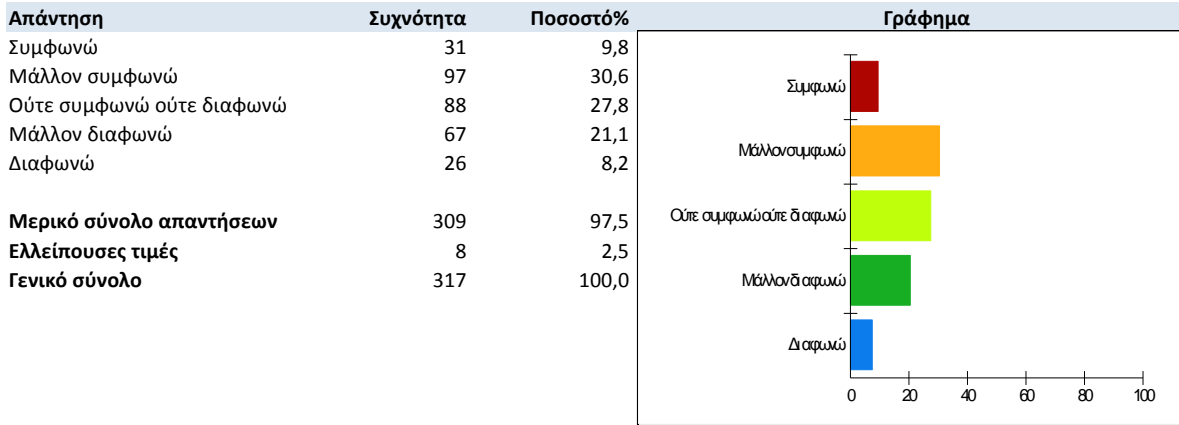 Απάντηση Συχνότητα Ποσοστό% Γράφημα
Συμφωνώ 31 9,8
Μάλλον συμφωνώ 97 30,6
Ούτε συμφωνώ ούτε διαφωνώ 88 27,8
Μάλλον διαφωνώ 67 21,1
Διαφωνώ 26 8,2
Μερικό σύνολο απαντήσεων 309 97,5
Ελλείπουσες τιμές 8 2,5
Γενικό σύνολο 317 100,0
Συμφωνώ
Μάλλον συμφωνώ
Ούτε συμφωνώ ούτε διαφωνώ
Μάλλον διαφωνώ
Διαφωνώ
0 20 40 60 80 100